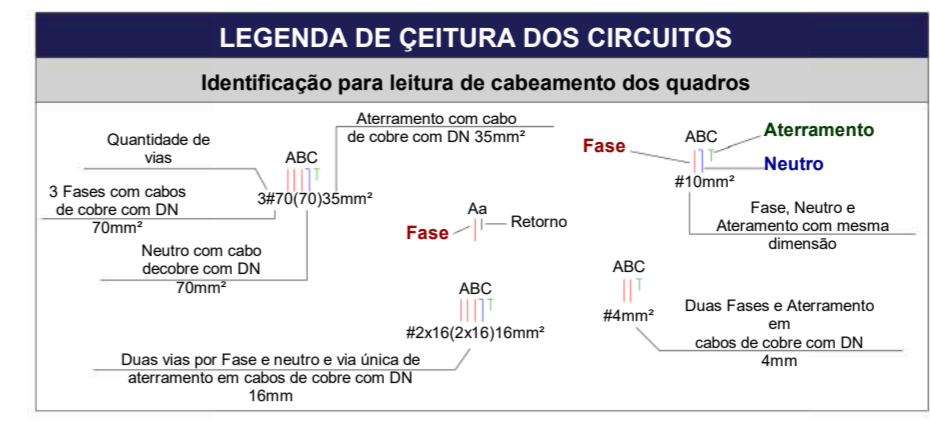 LEGENDA DE ÇEITURA DOS CIRCUITOS
Identificação para leitura de cabeamento dos quadros
Quantidade de
vias
3 Fases com cabos
de cobre com DN
70mm²
Neutro com cabo
decobre com DN
70mm²
ABC
3#70(70)35mm²
Aterramento com cabo
de cobre com DN 35mm²
Fase
Aa
Retorno
Fase
ABC
#10mm²
Aterramento
Neutro
Fase, Neutro e
Ateramento com mesma
dimensão
ABC
#2x16(2x16)16mm²
Duas vias por Fase e neutro e via única de
aterramento em cabos de cobre com DN
16mm
ABC
#4mm²
Duas Fases e Aterramento
em
cabos de cobre com DN
4mm